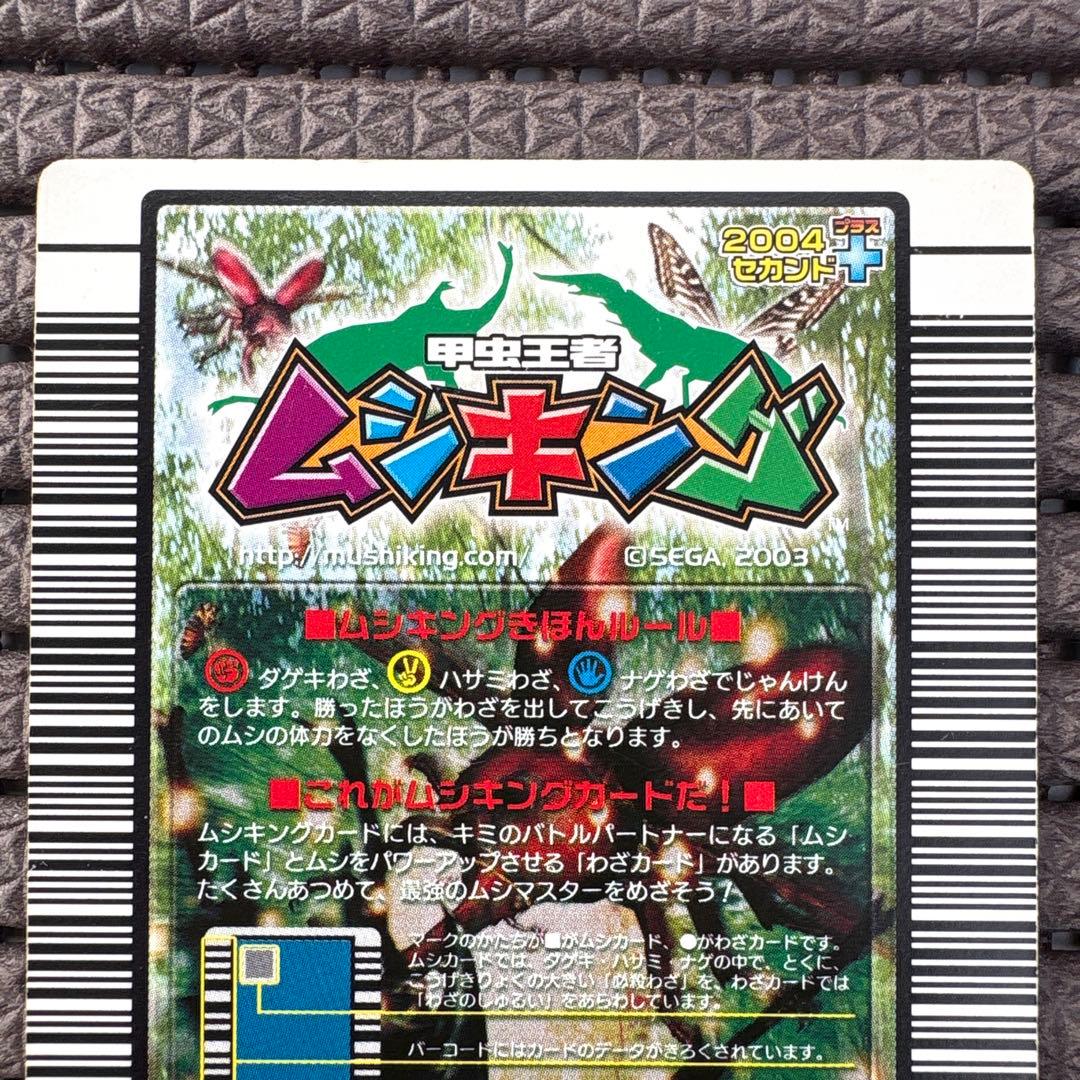 2004 プラス
セカンド+
甲虫王者
ムシキング
TM
http://mushiking.com/ ©SEGA, 2003
■ムシキングきほんルール■
ダゲキわざ、 ハサミわざ、 ナゲわざでじゃんけん
をします。勝ったほうがわざを出してこうげきし、先にあいて
のムシの体力をなくしたほうが勝ちとなります。
■これがムシキングカードだ！■
ムシキングカードには、キミのバトルパートナーになる「ムシ
カード」とムシをパワーアップさせる「わざカード」があります。
たくさんあつめて、最強のムシマスターをめざそう！
マークのかたちが■がムシカード、●がわざカードです。
ムシカードでは、ダゲキ・ハサミ・ナゲの中で、とくに、
こうげきりょくの大きい「必殺わざ」を、わざカードでは
「わざのしゅるい」をあらわしています。
バーコードにはカードのデータがきろくされています。